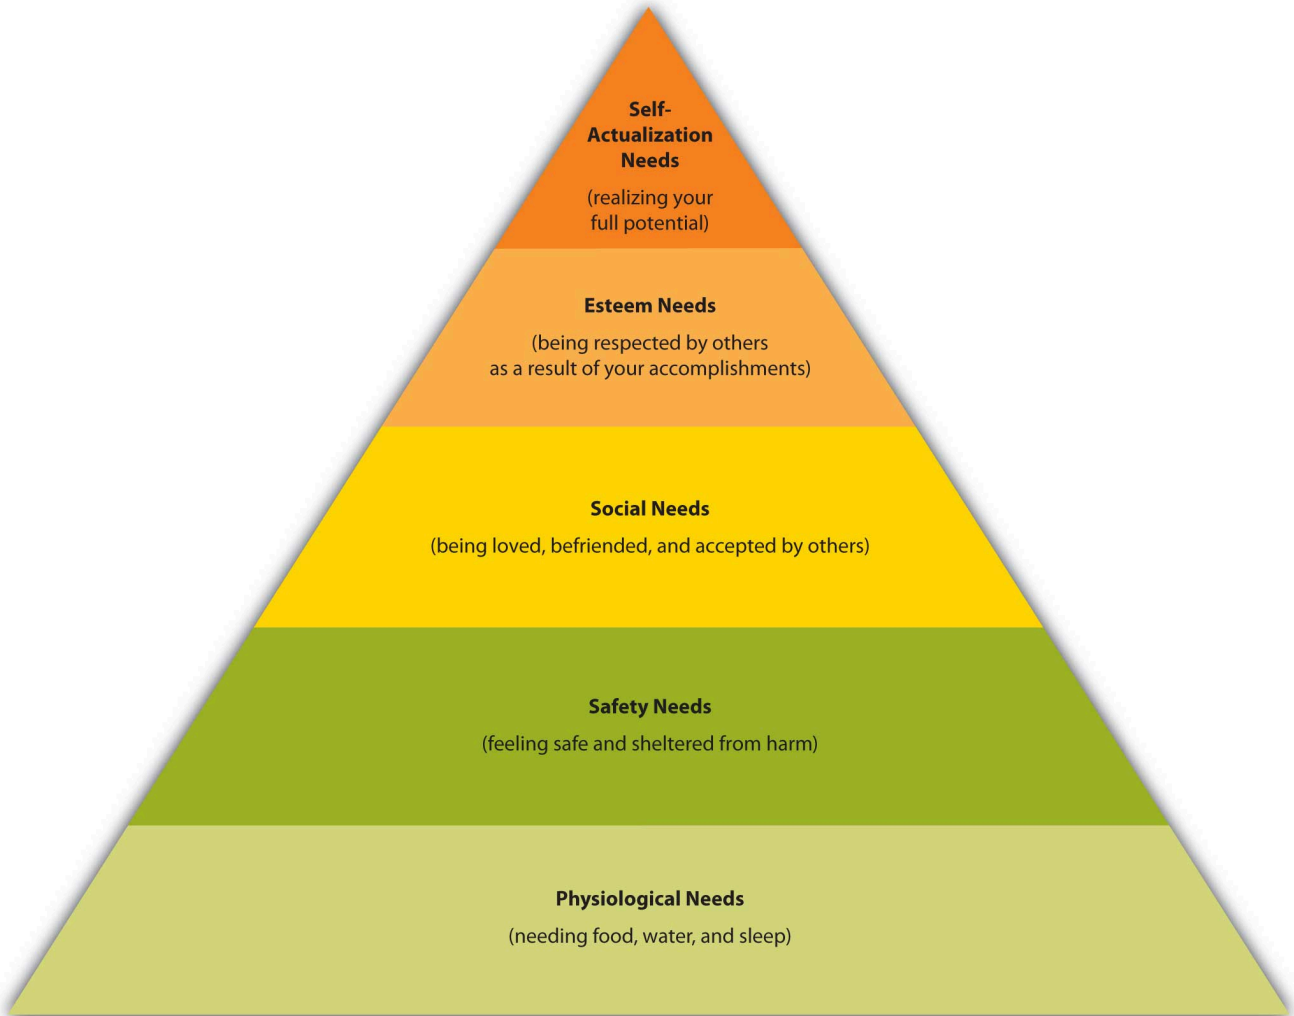 Self-
Actualization
Needs
(realizing your
full potential)
Esteem Needs
(being respected by others
as a result of your accomplishments)
Social Needs
(being loved, befriended, and accepted by others)
Safety Needs
(feeling safe and sheltered from harm)
Physiological Needs
(needing food, water, and sleep)